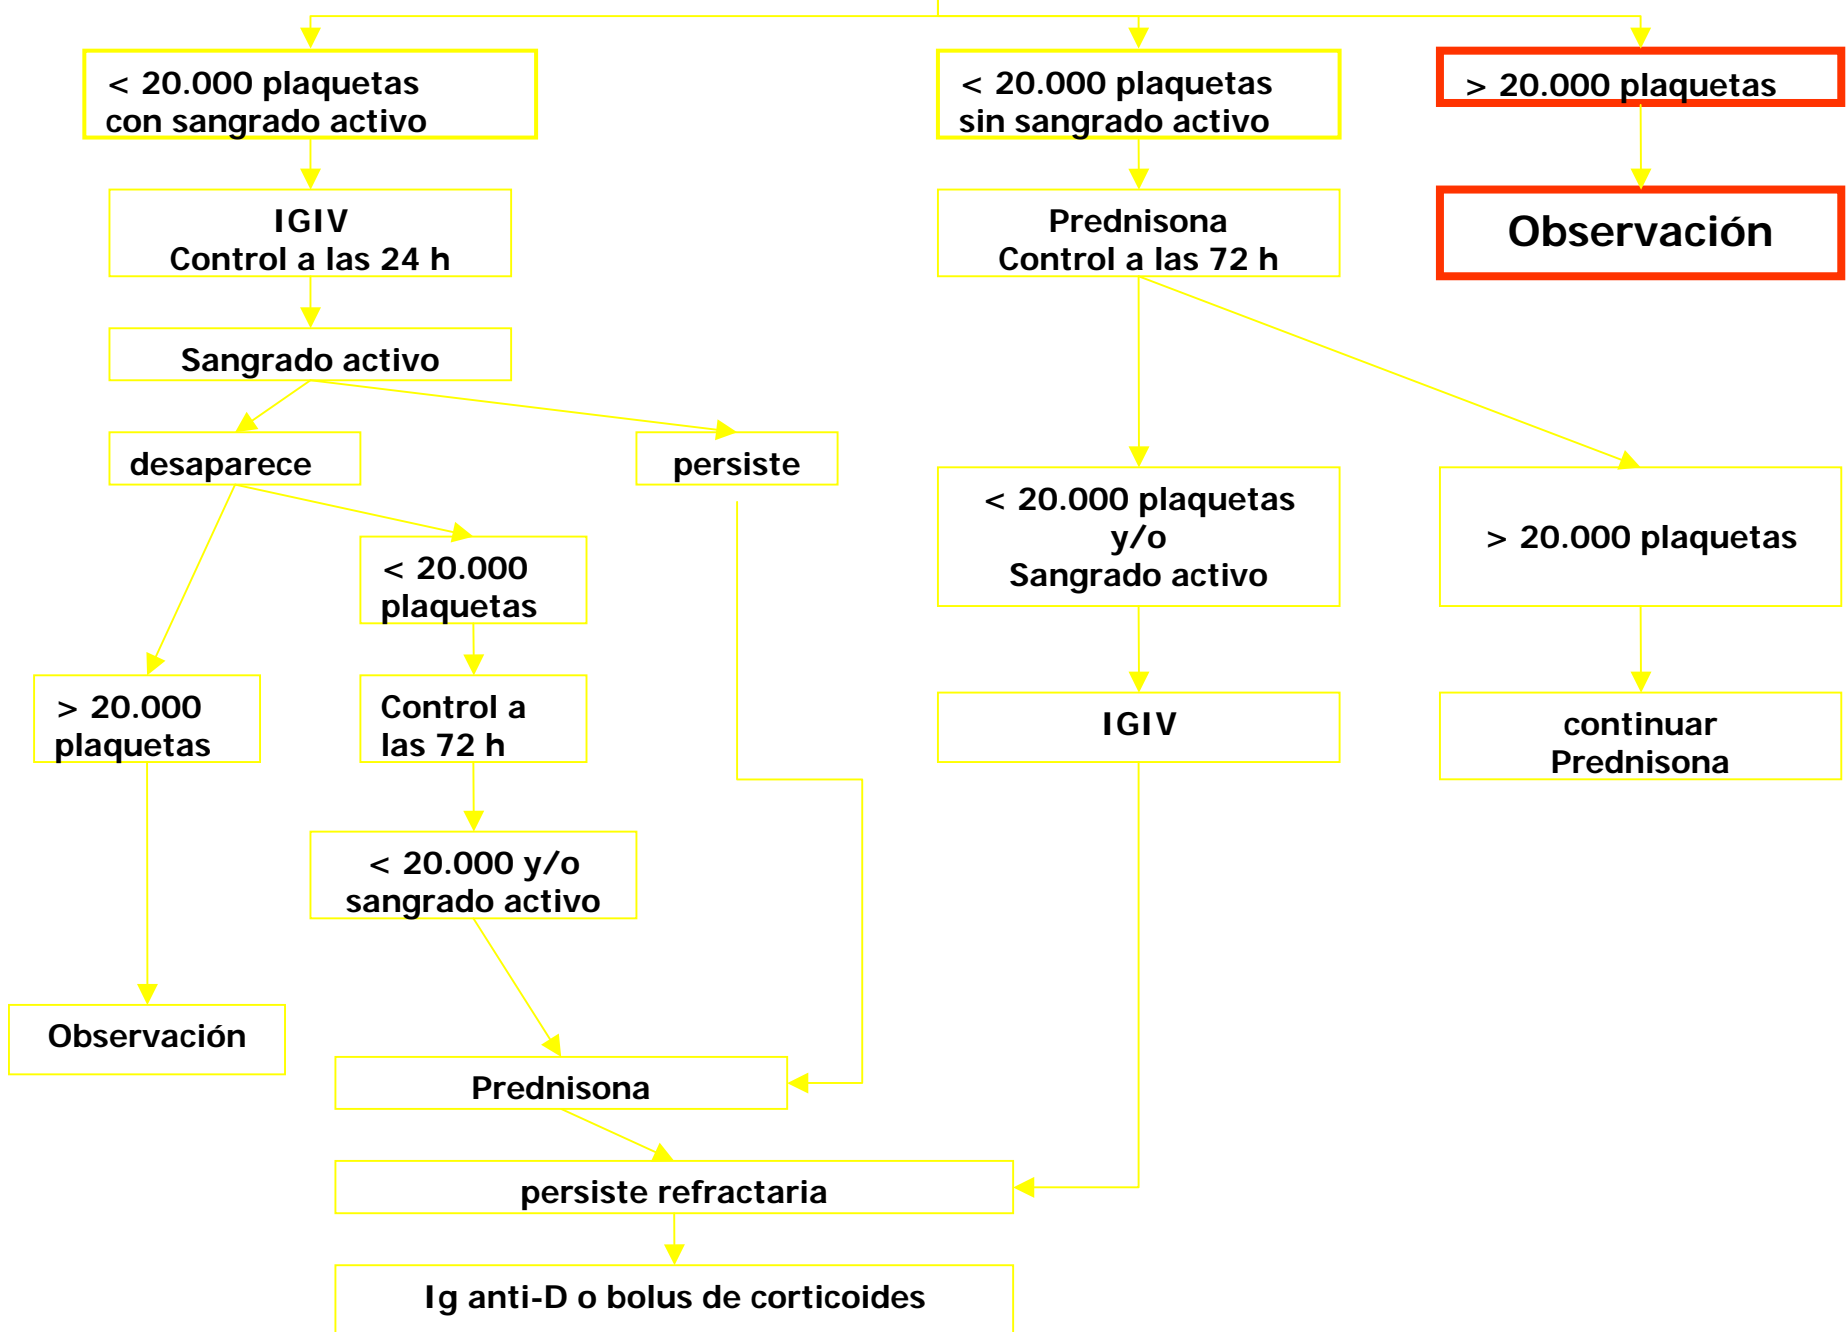 < 20.000 plaquetas
con sangrado activo
< 20.000 plaquetas
sin sangrado activo
> 20.000 plaquetas
IGIV
Control a las 24 h
Prednisona
Control a las 72 h
Observación
Sangrado activo
desaparece
persiste
< 20.000 plaquetas
y/o
Sangrado activo
> 20.000 plaquetas
< 20.000
plaquetas
> 20.000
plaquetas
Control a
las 72 h
IGIV
continuar
Prednisona
< 20.000 y/o
sangrado activo
Observación
Prednisona
persiste refractaria
Ig anti-D o bolus de corticoides